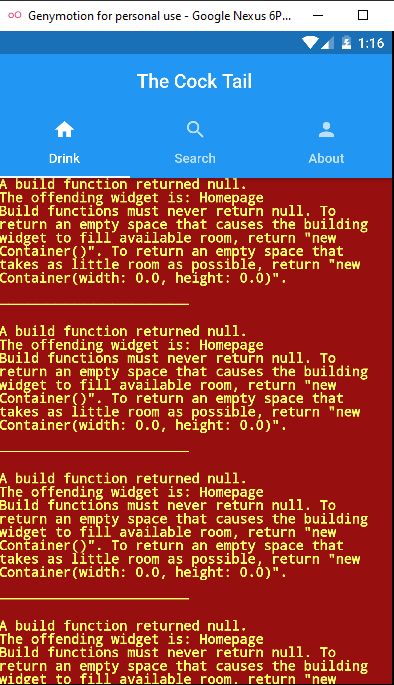 Genymotion for personal use - Google Nexus 6P...
1:16
The Cock Tail
Drink
Search
About
A build function returned null.
The offending widget is: Homepage
Build functions must never return null. To
return an empty space that causes the building
widget to fill available room, return "new
Container()". To return an empty space that
takes as little room as possible, return "new
Container(width: 0.0, height: 0.0)".
A build function returned null.
The offending widget is: Homepage
Build functions must never return null. To
return an empty space that causes the building
widget to fill available room, return "new
Container()". To return an empty space that
takes as little room as possible, return "new
Container(width: 0.0, height: 0.0)".
A build function returned null.
The offending widget is: Homepage
Build functions must never return null. To
return an empty space that causes the building
widget to fill available room, return "new
Container()". To return an empty space that
takes as little room as possible, return "new
Container(width: 0.0, height: 0.0)".
A build function returned null.
The offending widget is: Homepage
Build functions must never return null. To
return an empty space that causes the building
widget to fill available room, return "new